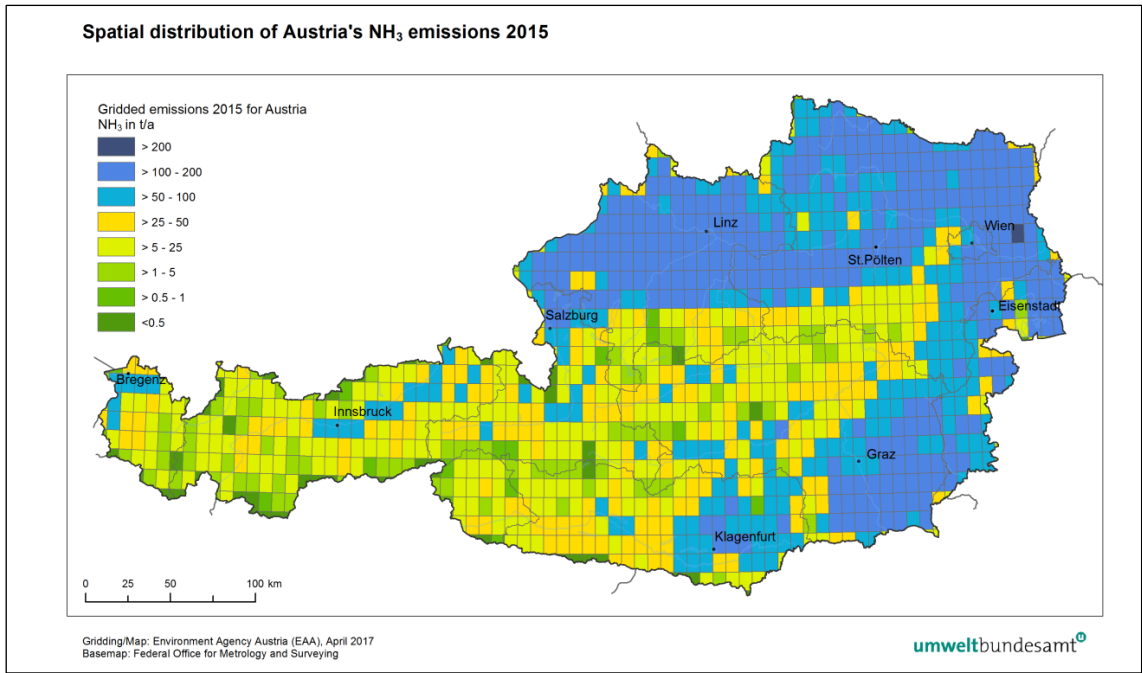 Spatial distribution of Austria's NH₃ emissions 2015
Gridded emissions 2015 for Austria
NH₃ in t/a
> 200
> 100 - 200
> 50 - 100
> 25 - 50
> 5 - 25
> 1 - 5
> 0.5 - 1
<0.5
Linz
Wien
St.Pölten
Eisenstadt
Salzburg
Bregenz
Innsbruck
Graz
Klagenfurt
0 25 50 100 km
Gridding/Map: Environment Agency Austria (EAA), April 2017
Basemap: Federal Office for Metrology and Surveying
umweltbundesamt u